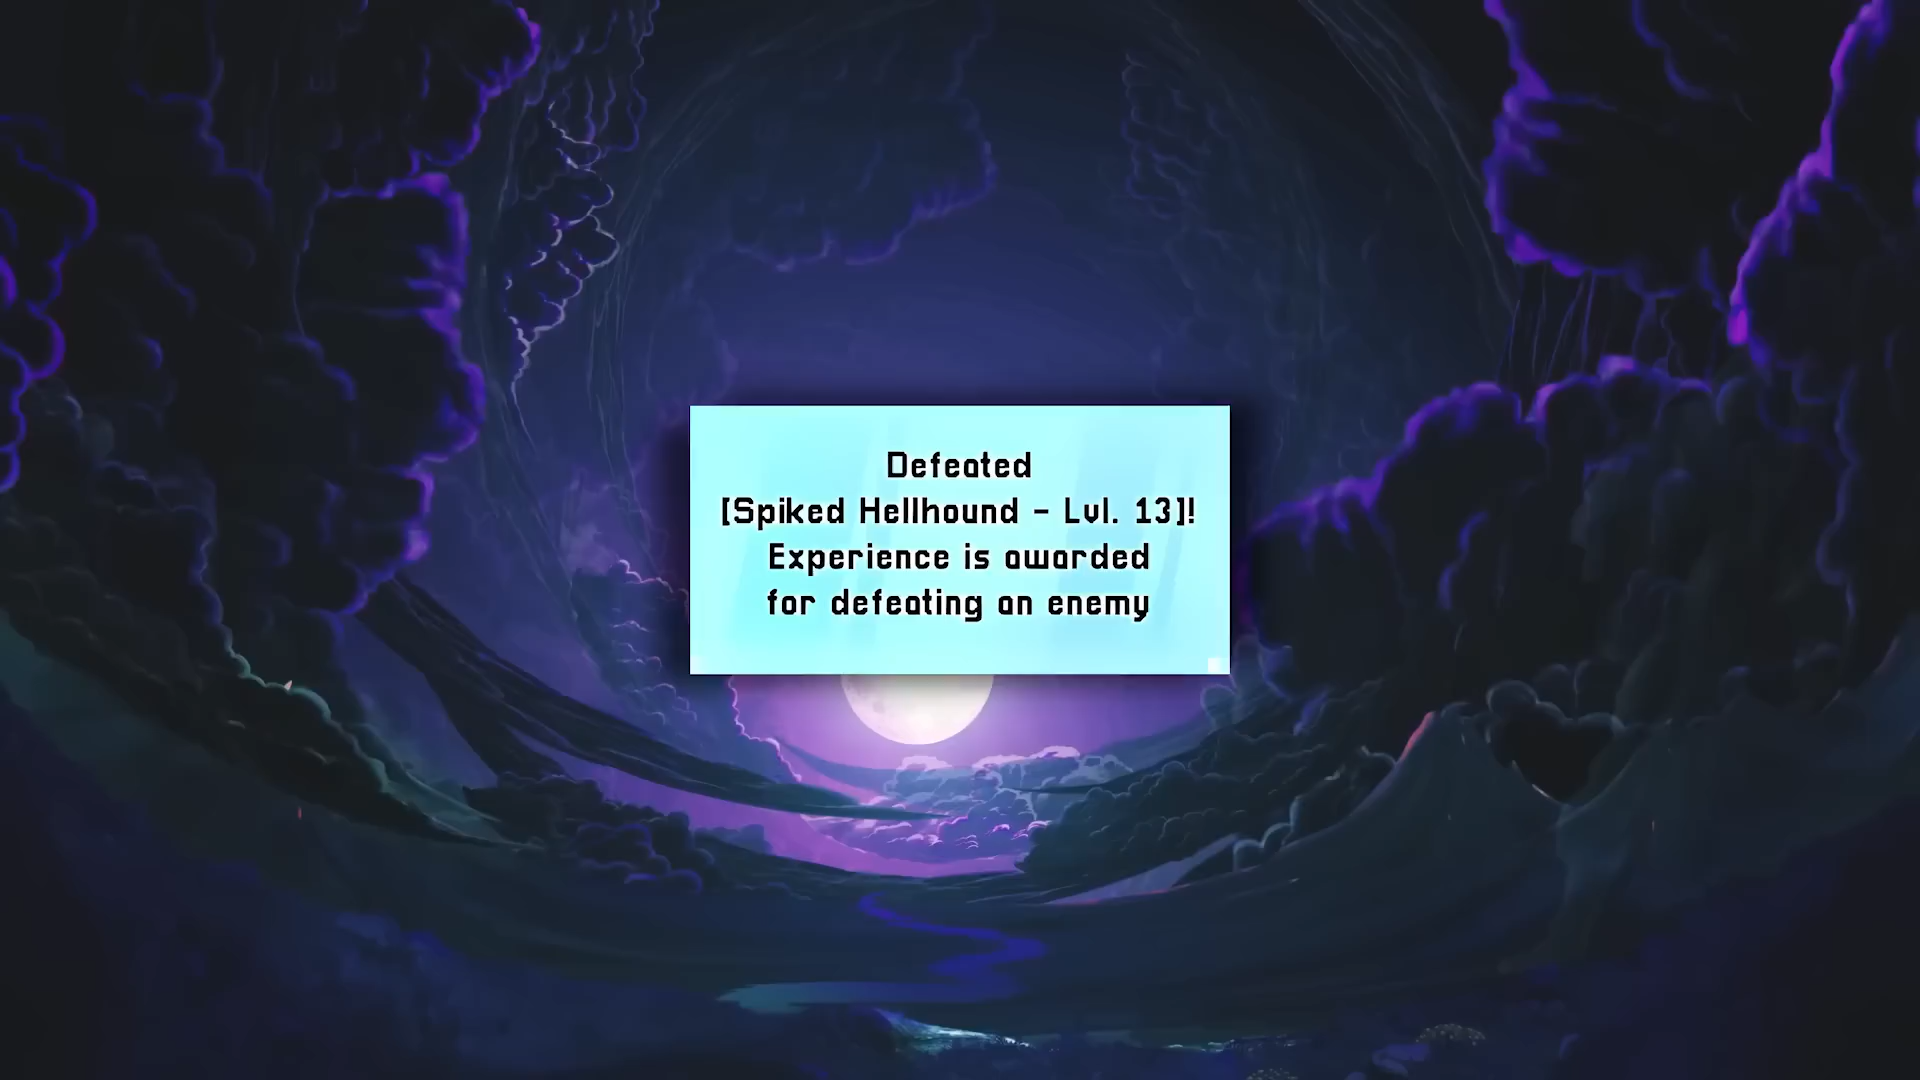 Defeated
[Spiked Hellhound - Lvl. 13]!
Experience is awarded
for defeating an enemy